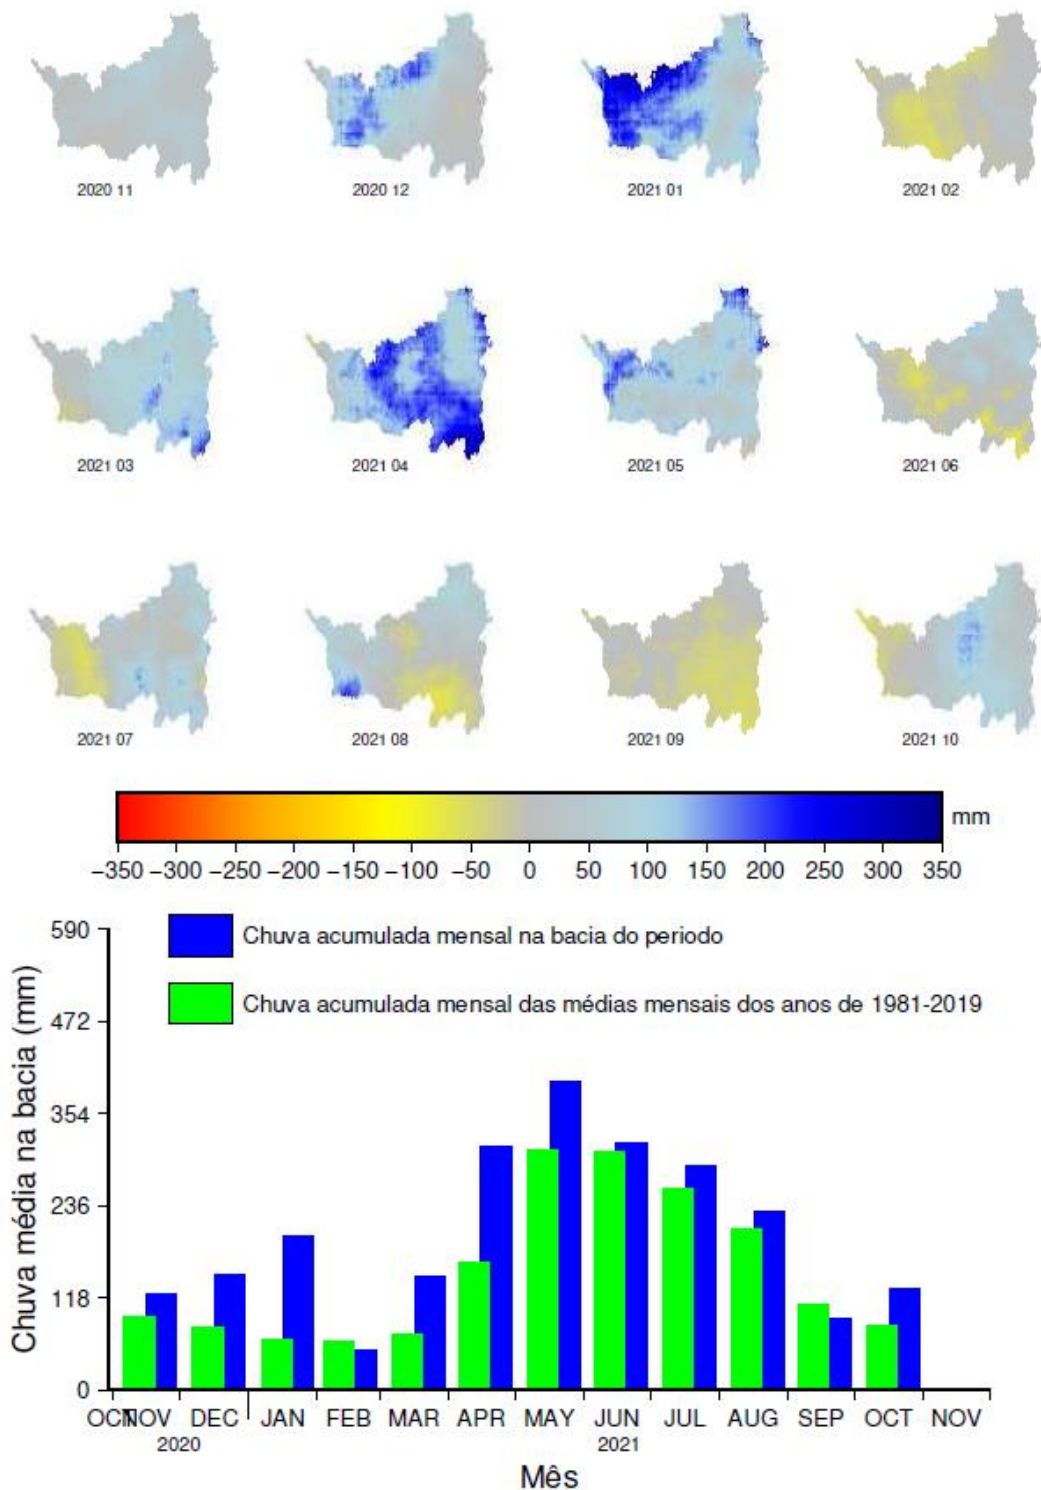 2020 11 2020 12 2021 01 2021 02
2021 03 2021 04 2021 05 2021 06
2021 07 2021 08 2021 09 2021 10
mm
−350 −300 −250 −200 −150 −100 −50 0 50 100 150 200 250 300 350
590
Chuva acumulada mensal na bacia do periodo
Chuva acumulada mensal das médias mensais dos anos de 1981-2019
472
354
236
118
0
Chuva média na bacia (mm)
OCT NOV DEC JAN FEB MAR APR MAY JUN JUL AUG SEP OCT NOV
2020 2021
Mês